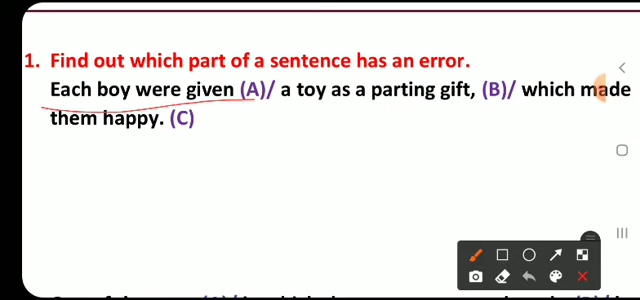 1. Find out which part of a sentence has an error.
Each boy were given (A)/ a toy as a parting gift, (B)/ which made
them happy. (C)